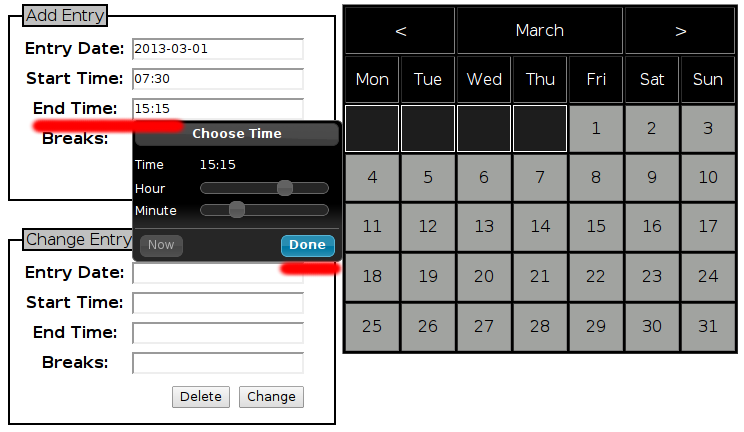 Add Entry
Entry Date: 2013-03-01
Start Time: 07:30
End Time: 15:15
Breaks:
Choose Time
Time 15:15
Hour
Minute
Now Done
Change Entry
Entry Date:
Start Time:
End Time:
Breaks:
Delete Change
< March >
Mon Tue Wed Thu Fri Sat Sun
1 2 3
4 5 6 7 8 9 10
11 12 13 14 15 16 17
18 19 20 21 22 23 24
25 26 27 28 29 30 31